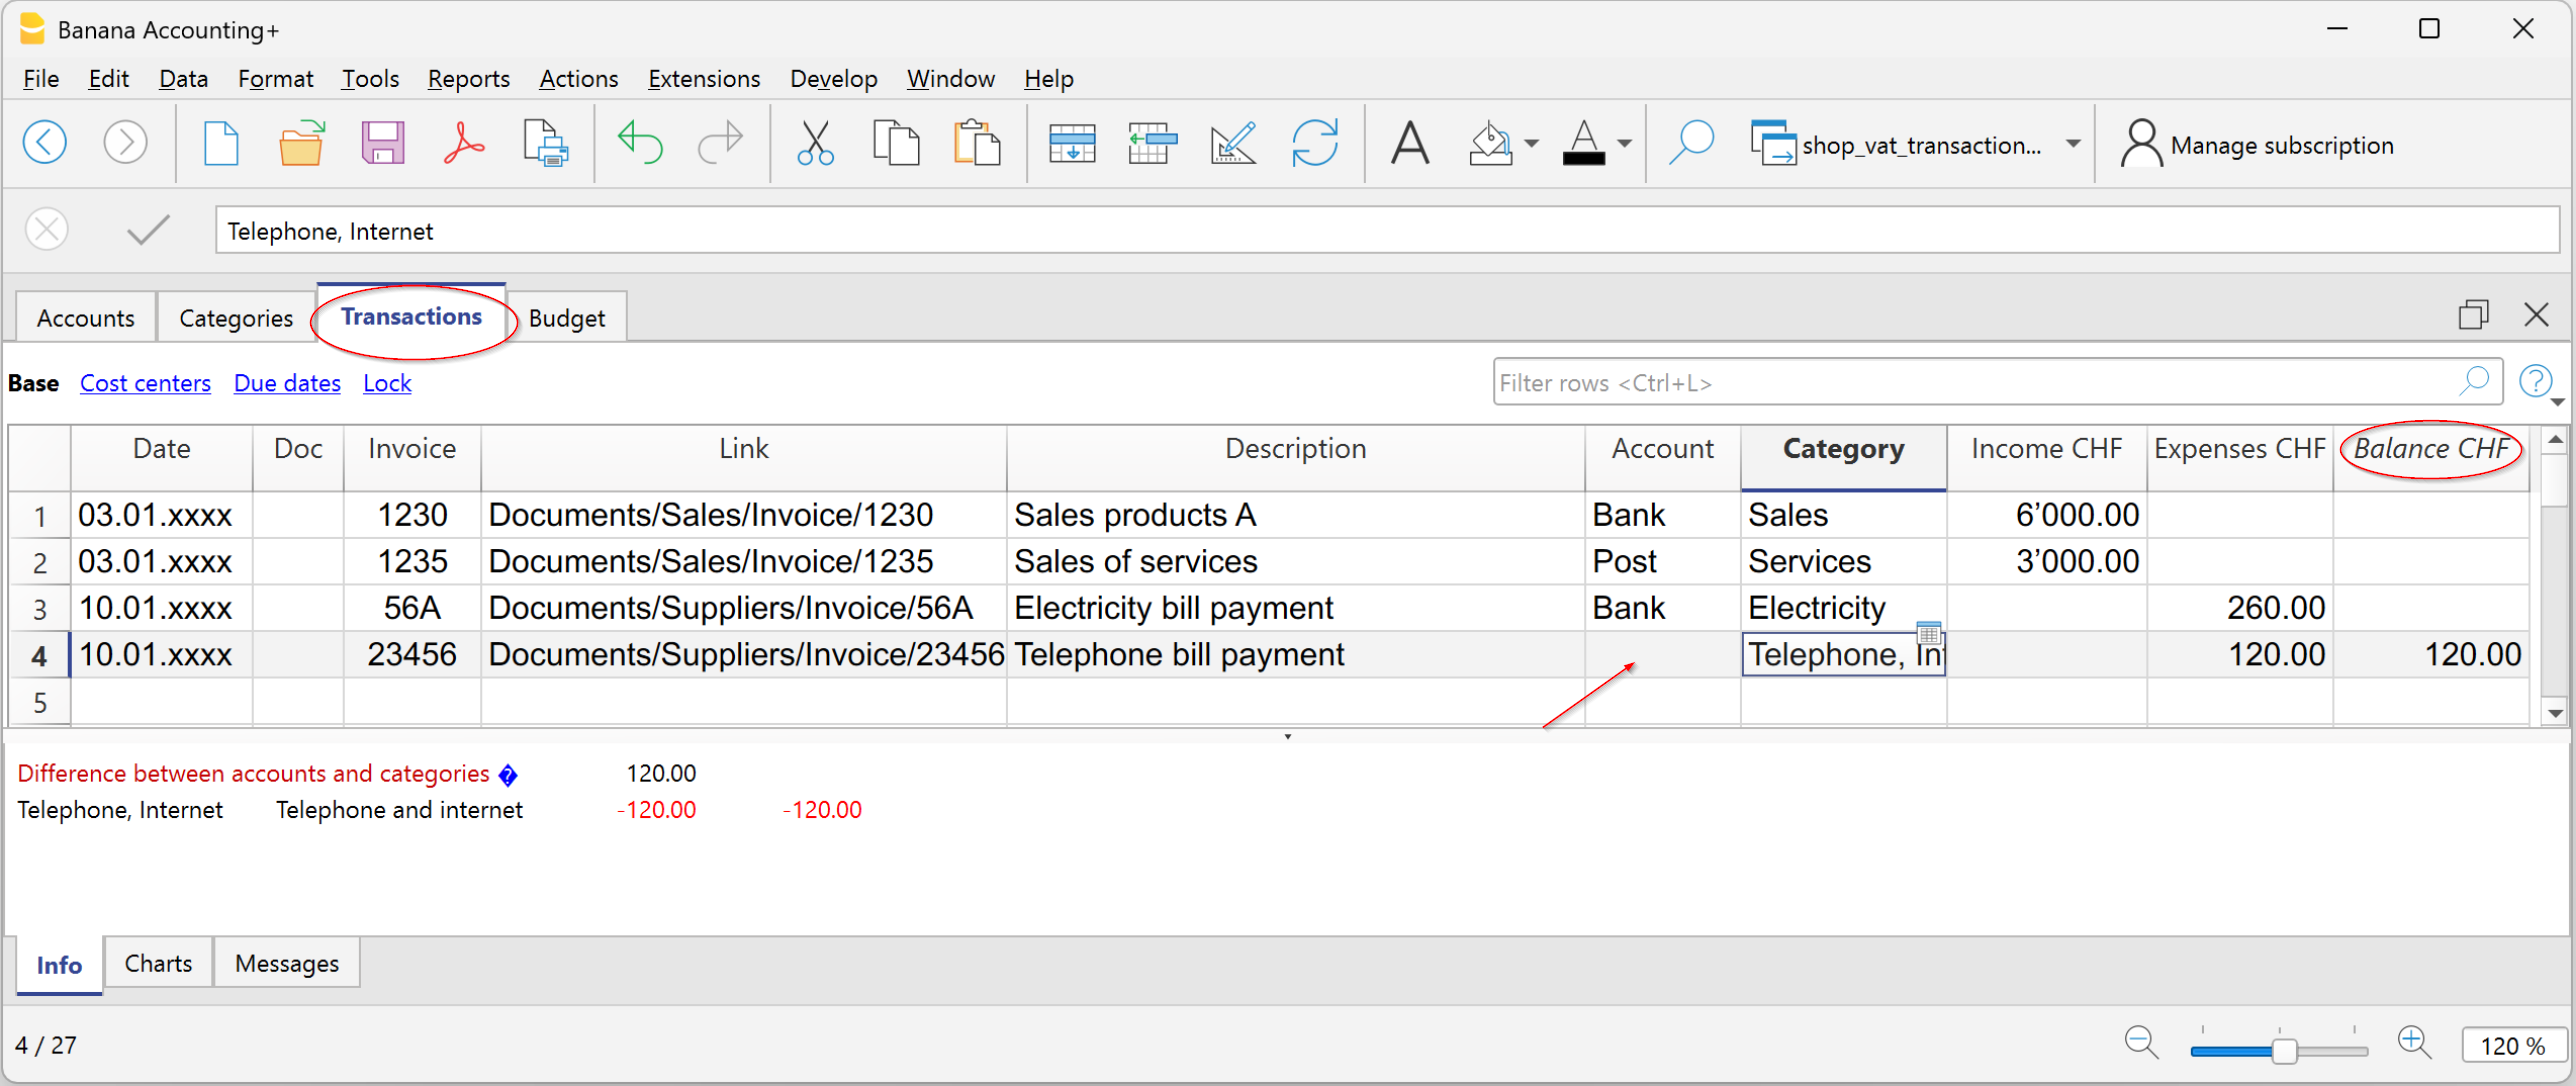 Banana Accounting+
File Edit Data Format Tools Reports Actions Extensions Develop Window Help
shop_vat_transaction... Manage subscription
Telephone, Internet
Accounts Categories Transactions Budget
Base Cost centers Due dates Lock Filter rows <Ctrl+L>
Date Doc Invoice Link Description Account Category Income CHF Expenses CHF Balance CHF
1 03.01.xxxx 1230 Documents/Sales/Invoice/1230 Sales products A Bank Sales 6’000.00
2 03.01.xxxx 1235 Documents/Sales/Invoice/1235 Sales of services Post Services 3’000.00
3 10.01.xxxx 56A Documents/Suppliers/Invoice/56A Electricity bill payment Bank Electricity 260.00
4 10.01.xxxx 23456 Documents/Suppliers/Invoice/23456 Telephone bill payment Telephone, Int 120.00 120.00
5
Difference between accounts and categories 120.00
Telephone, Internet Telephone and internet -120.00 -120.00
Info Charts Messages
4 / 27 120 %